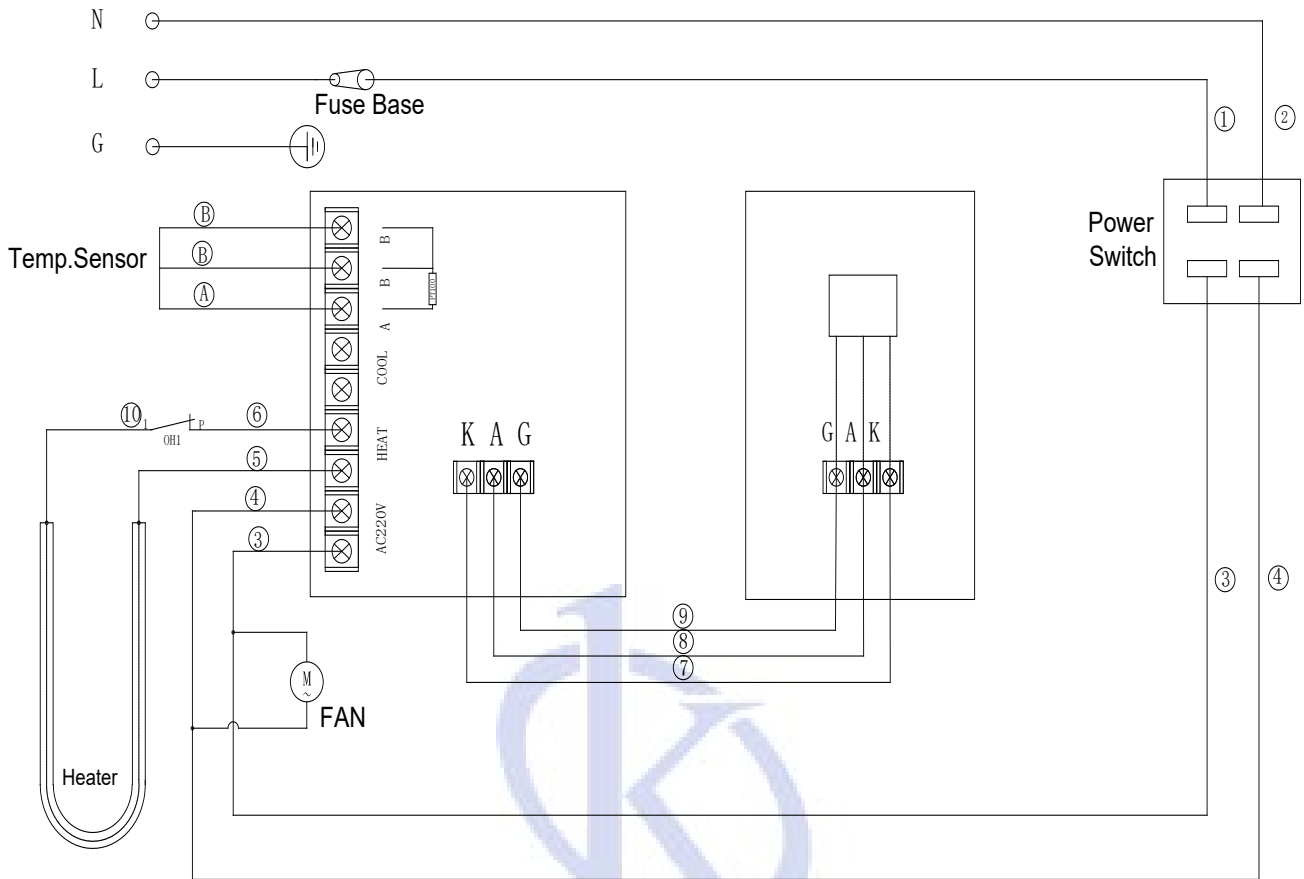 N
L
Fuse Base
G
① ②
Power
Switch
Temp.Sensor
Ⓑ
Ⓑ
Ⓐ
B
B
A
PT100
COOL
HEAT
AC220V
⑩ 1 P ⑥
OH1
⑤
④
③
K A G
G A K
③ ④
⑨
⑧
⑦
M
~
FAN
Heater